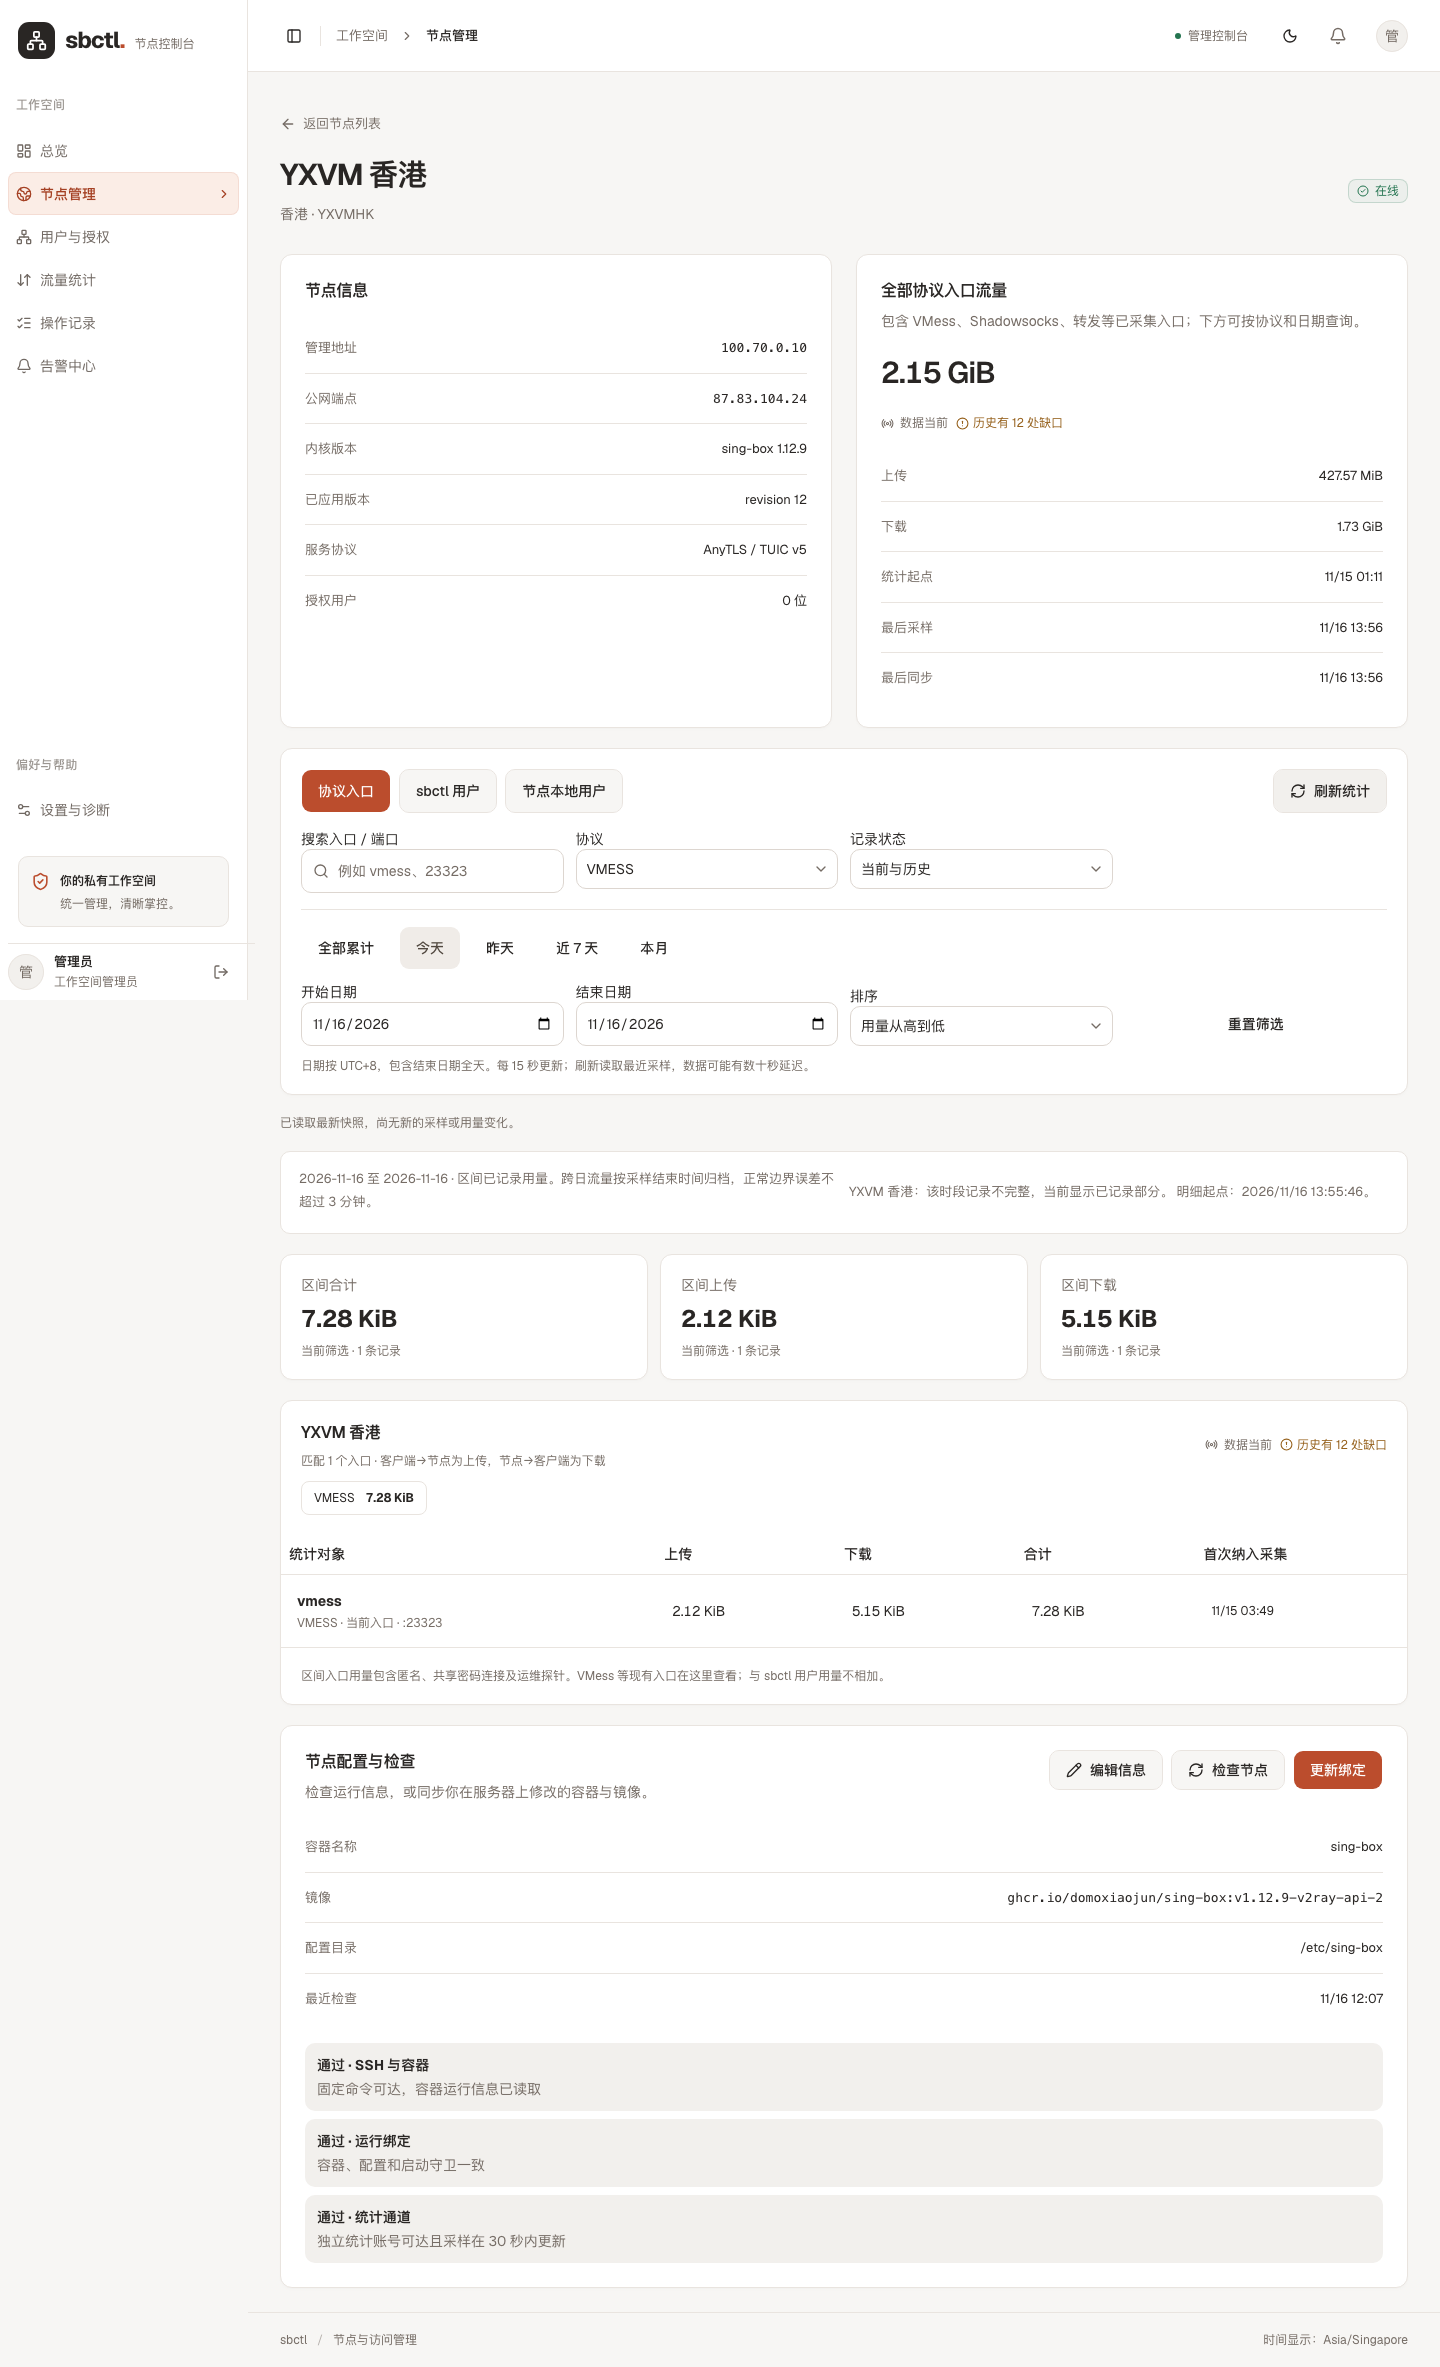 sbctl. 节点控制台
工作空间
总览
节点管理
用户与授权
流量统计
操作记录
告警中心
偏好与帮助
设置与诊断
你的私有工作空间
统一管理，清晰掌控。
管 管理员
工作空间管理员
工作空间 节点管理
管理控制台 管
返回节点列表
YXVM 香港
香港 · YXVMHK
在线
节点信息
管理地址 100.70.0.10
公网端点 87.83.104.24
内核版本 sing-box 1.12.9
已应用版本 revision 12
服务协议 AnyTLS / TUIC v5
授权用户 0 位
全部协议入口流量
包含 VMess、Shadowsocks、转发等已采集入口；下方可按协议和日期查询。
2.15 GiB
数据当前 历史有 12 处缺口
上传 427.57 MiB
下载 1.73 GiB
统计起点 11/15 01:11
最后采样 11/16 13:56
最后同步 11/16 13:56
协议入口 sbctl 用户 节点本地用户 刷新统计
搜索入口 / 端口 协议 记录状态
例如 vmess、23323 VMESS 当前与历史
全部累计 今天 昨天 近 7 天 本月
开始日期 结束日期 排序
11/16/2026 11/16/2026 用量从高到低 重置筛选
日期按 UTC+8，包含结束日期全天。每 15 秒更新；刷新读取最近采样，数据可能有数十秒延迟。
已读取最新快照，尚无新的采样或用量变化。
2026-11-16 至 2026-11-16 · 区间已记录用量。跨日流量按采样结束时间归档，正常边界误差不
超过 3 分钟。
YXVM 香港：该时段记录不完整，当前显示已记录部分。 明细起点：2026/11/16 13:55:46。
区间合计 区间上传 区间下载
7.28 KiB 2.12 KiB 5.15 KiB
当前筛选 · 1 条记录 当前筛选 · 1 条记录 当前筛选 · 1 条记录
YXVM 香港
匹配 1 个入口 · 客户端→节点为上传，节点→客户端为下载
数据当前 历史有 12 处缺口
VMESS 7.28 KiB
统计对象 上传 下载 合计 首次纳入采集
vmess
VMESS · 当前入口 · :23323
2.12 KiB 5.15 KiB 7.28 KiB 11/15 03:49
区间入口用量包含匿名、共享密码连接及运维探针。VMess 等现有入口在这里查看；与 sbctl 用户用量不相加。
节点配置与检查
检查运行信息，或同步你在服务器上修改的容器与镜像。
编辑信息 检查节点 更新绑定
容器名称 sing-box
镜像 ghcr.io/domoxiaojun/sing-box:v1.12.9-v2ray-api-2
配置目录 /etc/sing-box
最近检查 11/16 12:07
通过 · SSH 与容器
固定命令可达，容器运行信息已读取
通过 · 运行绑定
容器、配置和启动守卫一致
通过 · 统计通道
独立统计账号可达且采样在 30 秒内更新
sbctl / 节点与访问管理
时间显示：Asia/Singapore